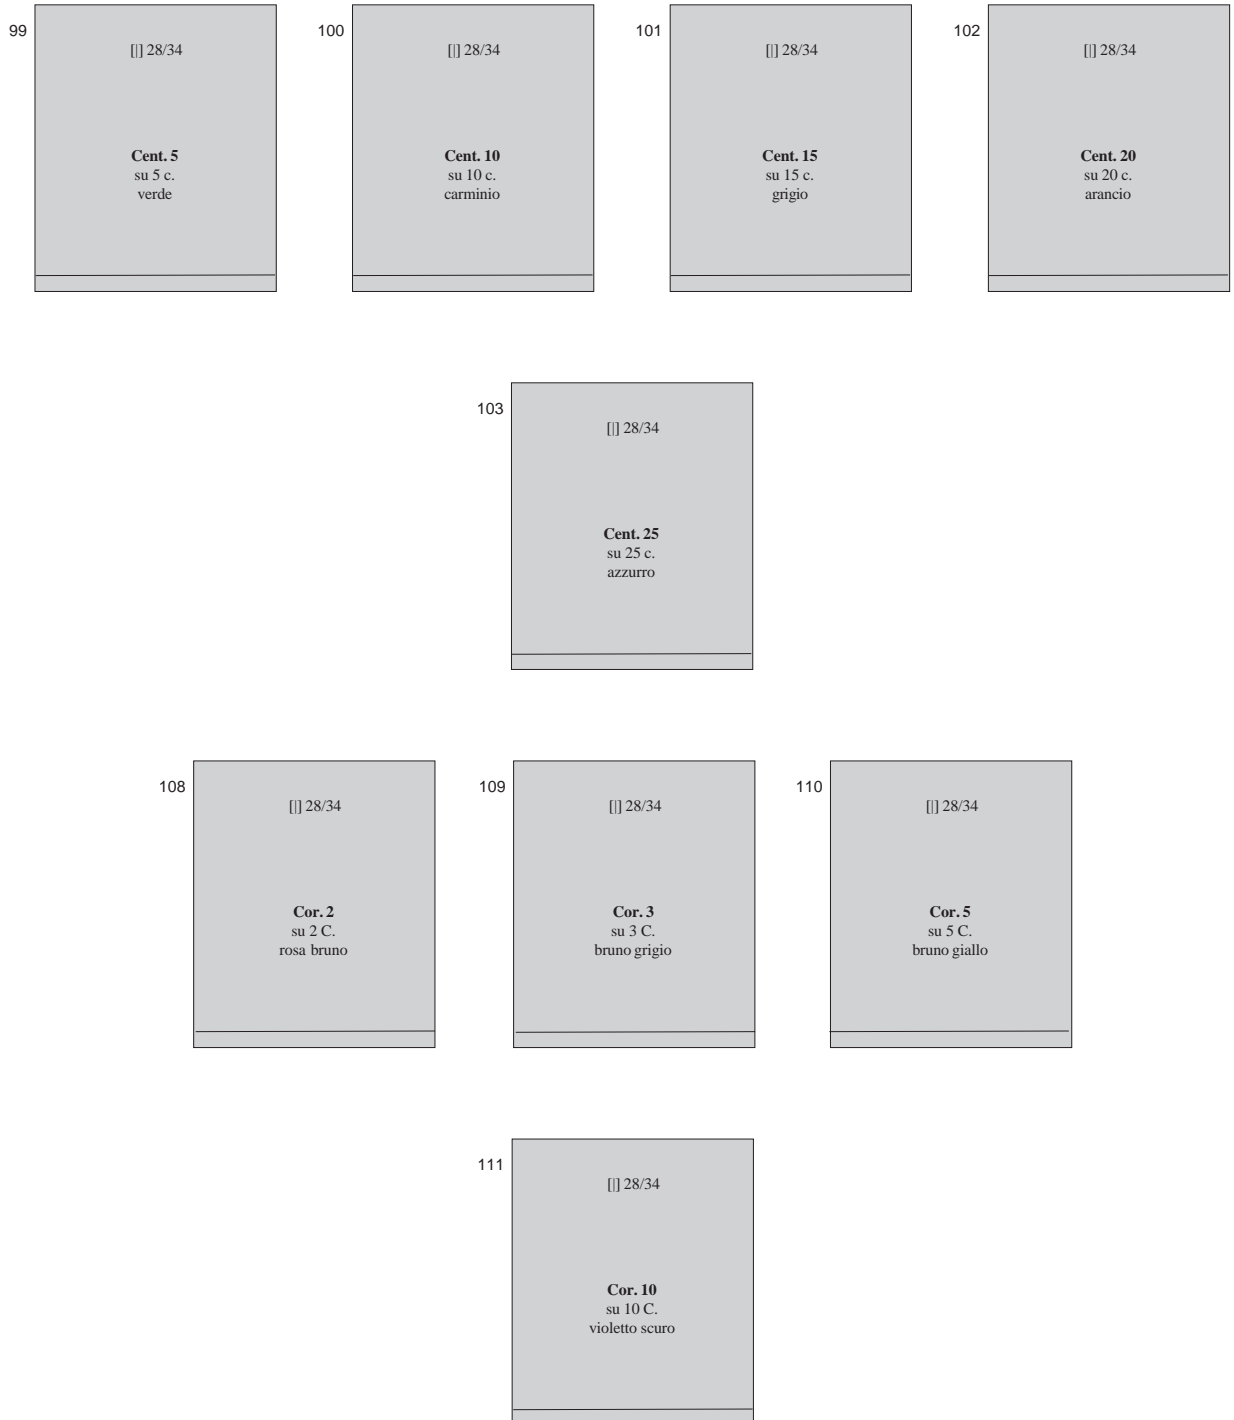 99
[|] 28/34
Cent. 5
su 5 c.
verde
100
[|] 28/34
Cent. 10
su 10 c.
carminio
101
[|] 28/34
Cent. 15
su 15 c.
grigio
102
[|] 28/34
Cent. 20
su 20 c.
arancio
103
[|] 28/34
Cent. 25
su 25 c.
azzurro
108
[|] 28/34
Cor. 2
su 2 C.
rosa bruno
109
[|] 28/34
Cor. 3
su 3 C.
bruno grigio
110
[|] 28/34
Cor. 5
su 5 C.
bruno giallo
111
[|] 28/34
Cor. 10
su 10 C.
violetto scuro